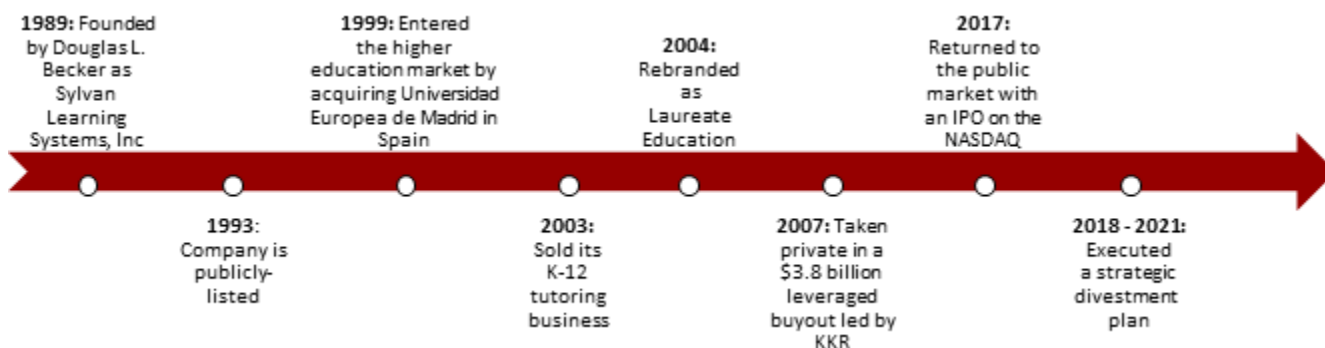 1989: Founded
by Douglas L.
Becker as
Sylvan
Learning
Systems, Inc
1993:
Company is
publicly-
listed
1999: Entered
the higher
education market by
acquiring Universidad
Europea de Madrid in
Spain
2003:
Sold its
K-12
tutoring
business
2004:
Rebranded
as
Laureate
Education
2007: Taken
private in a
$3.8 billion
leveraged
buyout led by
KKR
2017:
Returned to
the public
market with
an IPO on the
NASDAQ
2018 - 2021:
Executed
a strategic
divestment
plan